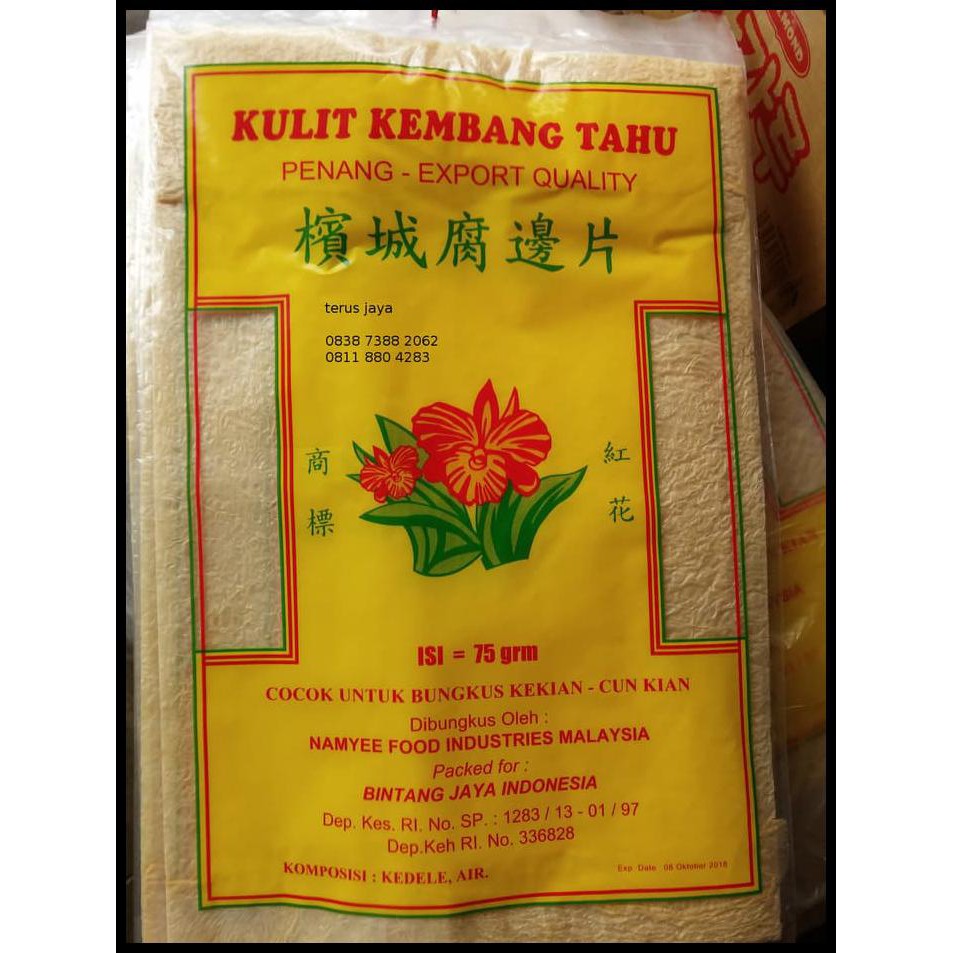 KULIT KEMBANG TAHU
PENANG - EXPORT QUALITY
檳城腐邊片
terus jaya
0838 7388 2062
0811 880 4283
商標
紅花
ISI = 75 grm
COCOK UNTUK BUNGKUS KEKIAN - CUN KIAN
Dibungkus Oleh :
NAMYEE FOOD INDUSTRIES MALAYSIA
Packed for :
BINTANG JAYA INDONESIA
Dep. Kes. RI. No. SP. : 1283 / 13 - 01 / 97
Dep.Keh RI. No. 336828
KOMPOSISI : KEDELE, AIR.
Exp Date 08 Oktober 2018